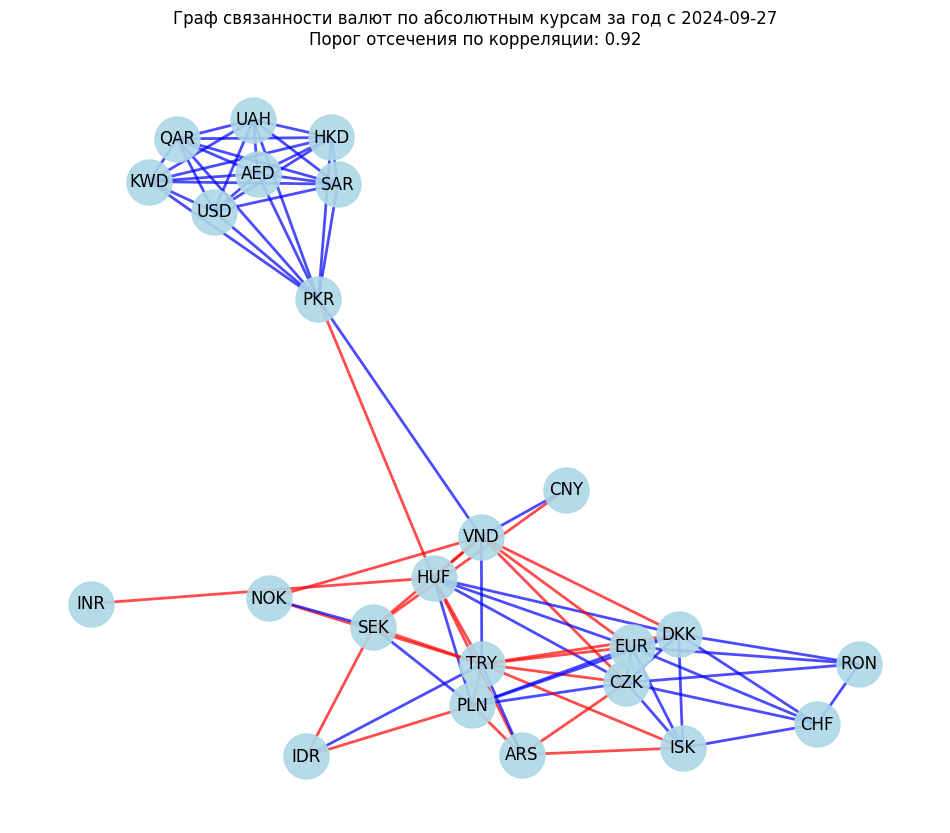 Граф связанности валют по абсолютным курсам за год с 2024-09-27
Порог отсечения по корреляции: 0.92
UAH
QAR
HKD
AED
KWD
SAR
USD
PKR
CNY
VND
HUF
INR
NOK
SEK
DKK
EUR
TRY
RON
CZK
PLN
CHF
ISK
ARS
IDR